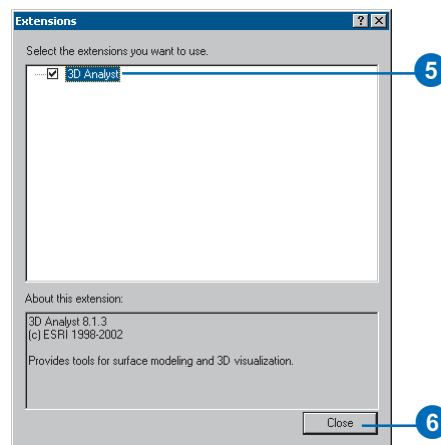 Extensions
Select the extensions you want to use.
3D Analyst
5
About this extension:
3D Analyst 8.1.3
(c) ESRI 1998-2002
Provides tools for surface modeling and 3D visualization.
Close
6